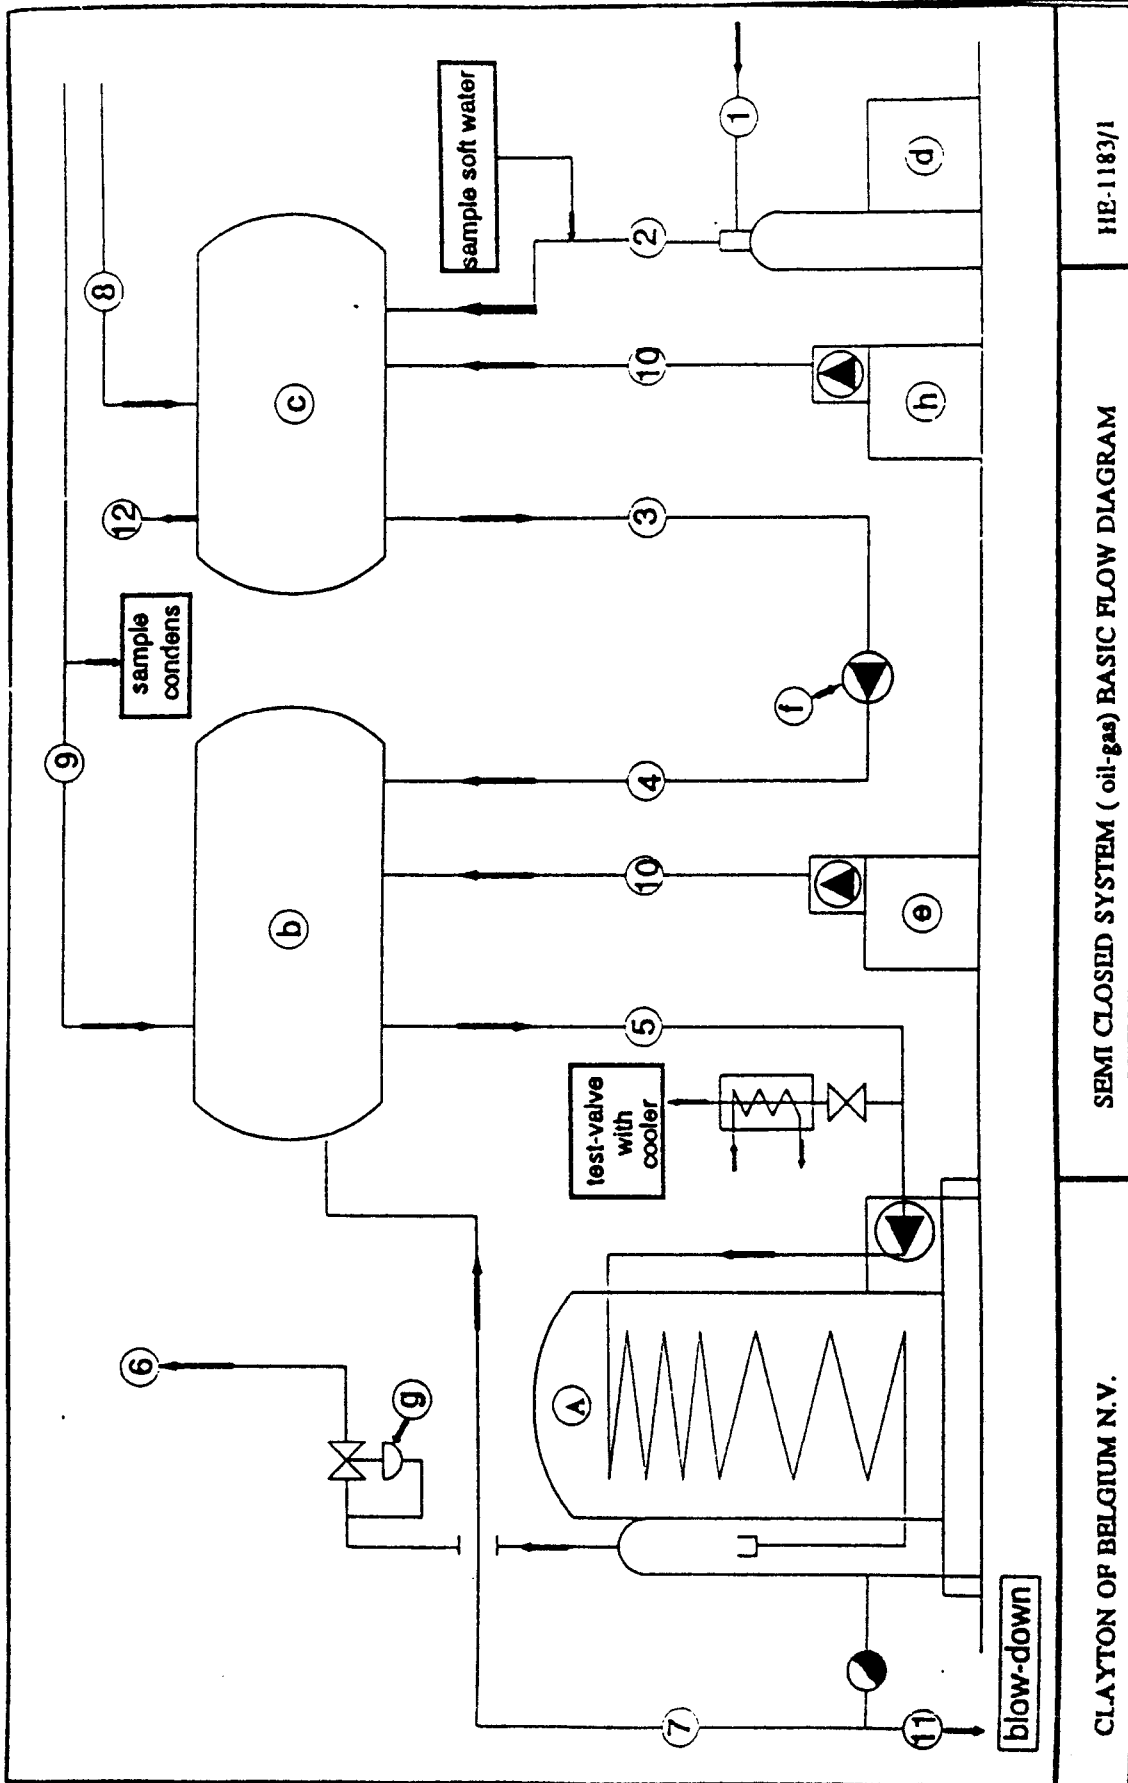 6
g
A
7
11
blow-down
9
sample
condens
12
8
b
c
sample soft water
5
10
4
3
10
2
1
test-valve
with
cooler
f
e
h
d
CLAYTON OF BELGIUM N.V.
SEMI CLOSED SYSTEM ( oil-gas) BASIC FLOW DIAGRAM
HE-1183/1